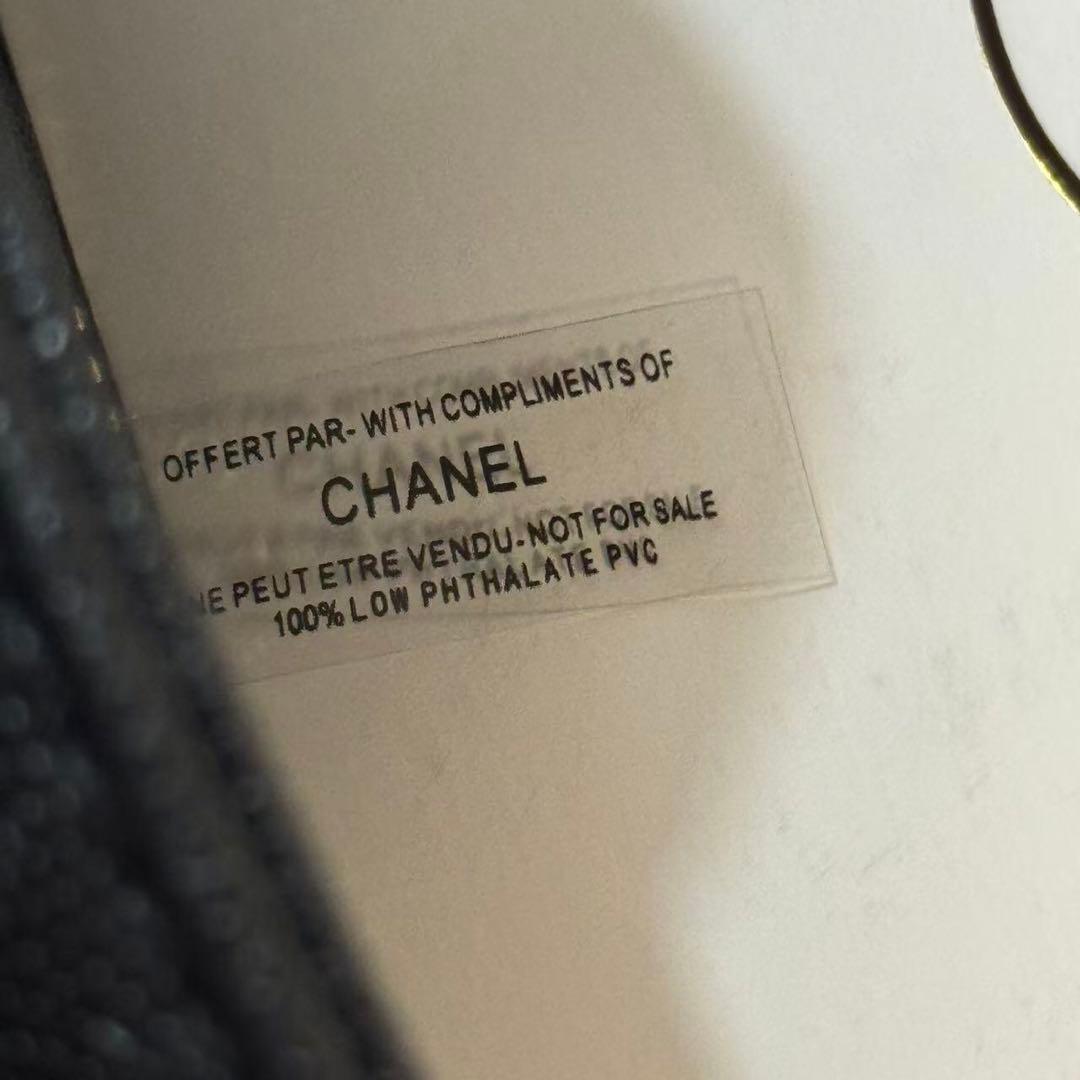 OFFERT PAR- WITH COMPLIMENTS OF
CHANEL
PEUT ETRE VENDU-NOT FOR SALE
100% LOW PHTHALATE PVC